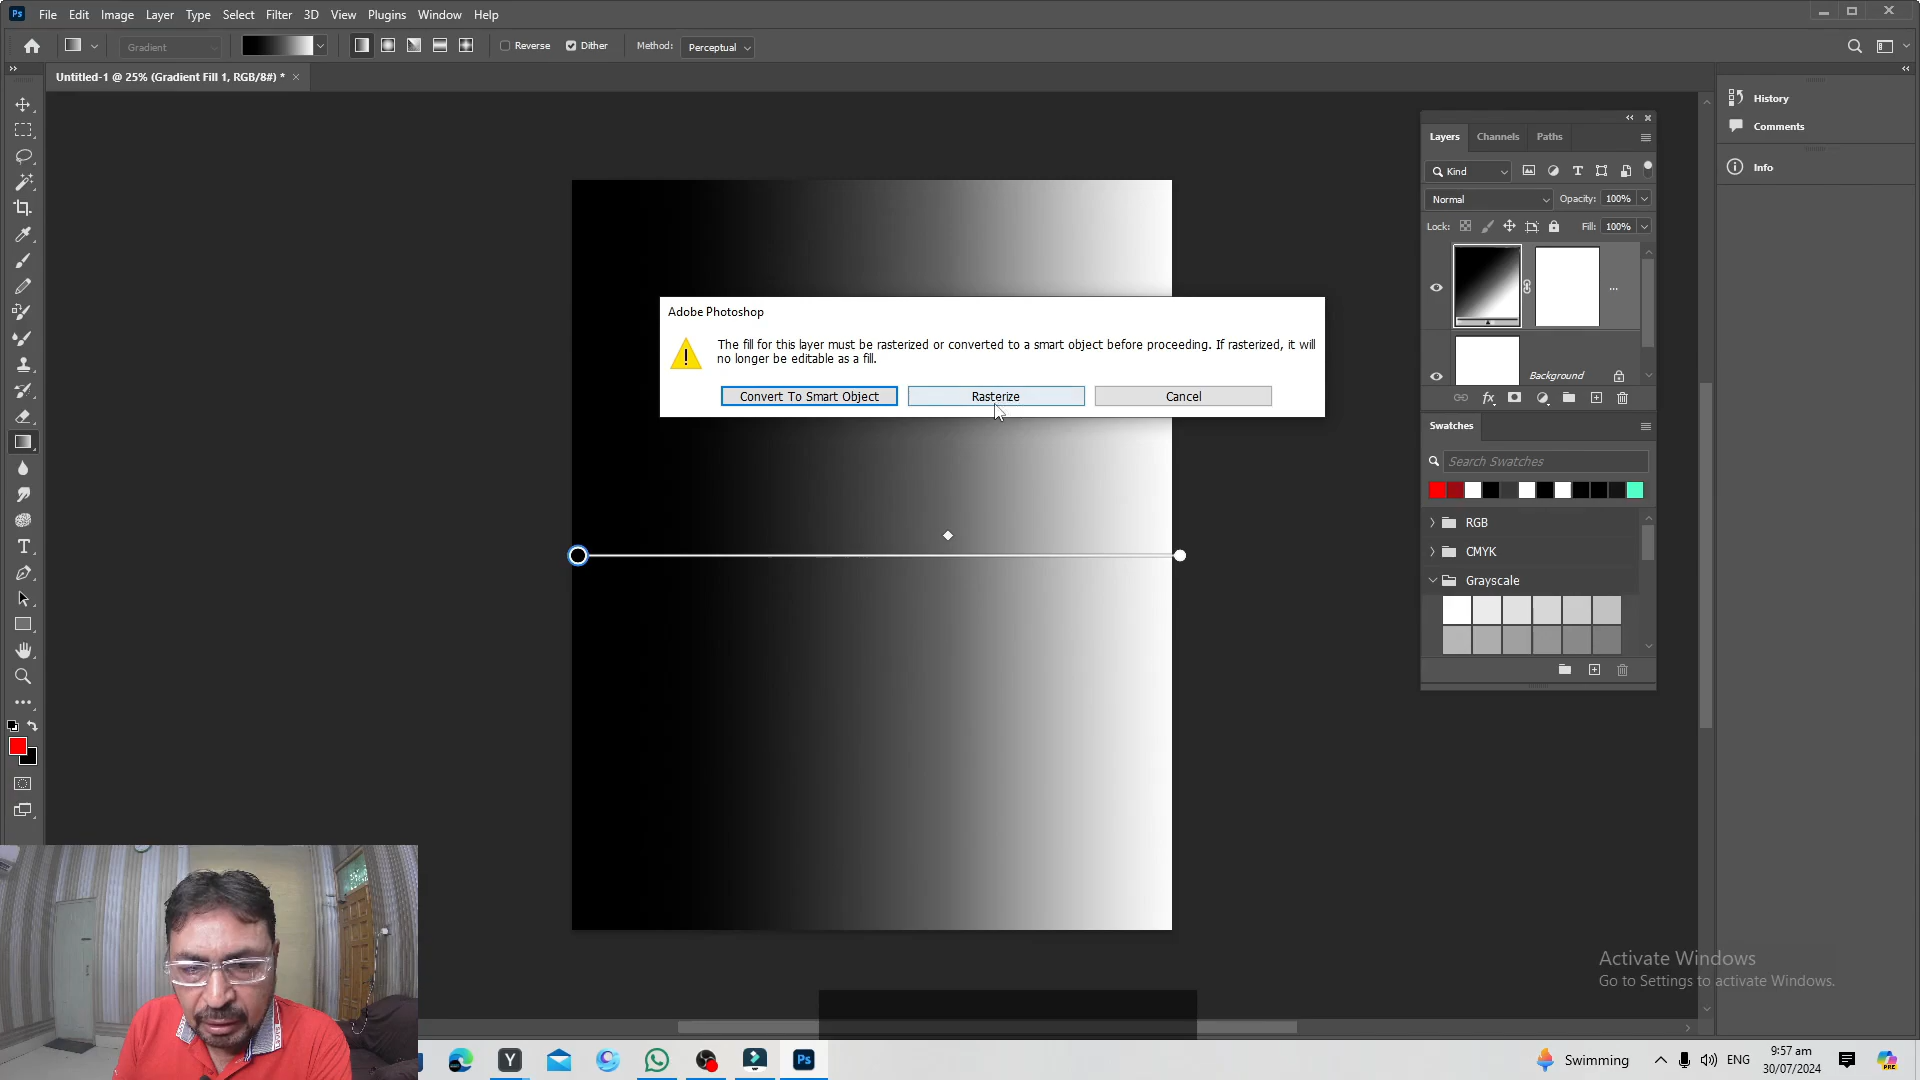 Ps File Edit Image Layer Type Select Filter 3D View Plugins Window Help
Gradient Reverse Dither Method: Perceptual
Untitled-1 @ 25% (Gradient Fill 1, RGB/8#) *
History
Comments
Info
Layers Channels Paths
Kind
Normal Opacity: 100%
Lock: Fill: 100%
...
Background
fx
Swatches
Search Swatches
RGB
CMYK
Grayscale
Adobe Photoshop
The fill for this layer must be rasterized or converted to a smart object before proceeding. If rasterized, it will
no longer be editable as a fill.
Convert To Smart Object Rasterize Cancel
Activate Windows
Go to Settings to activate Windows.
Y Ps Swimming ENG 9:57 am
30/07/2024
PRE